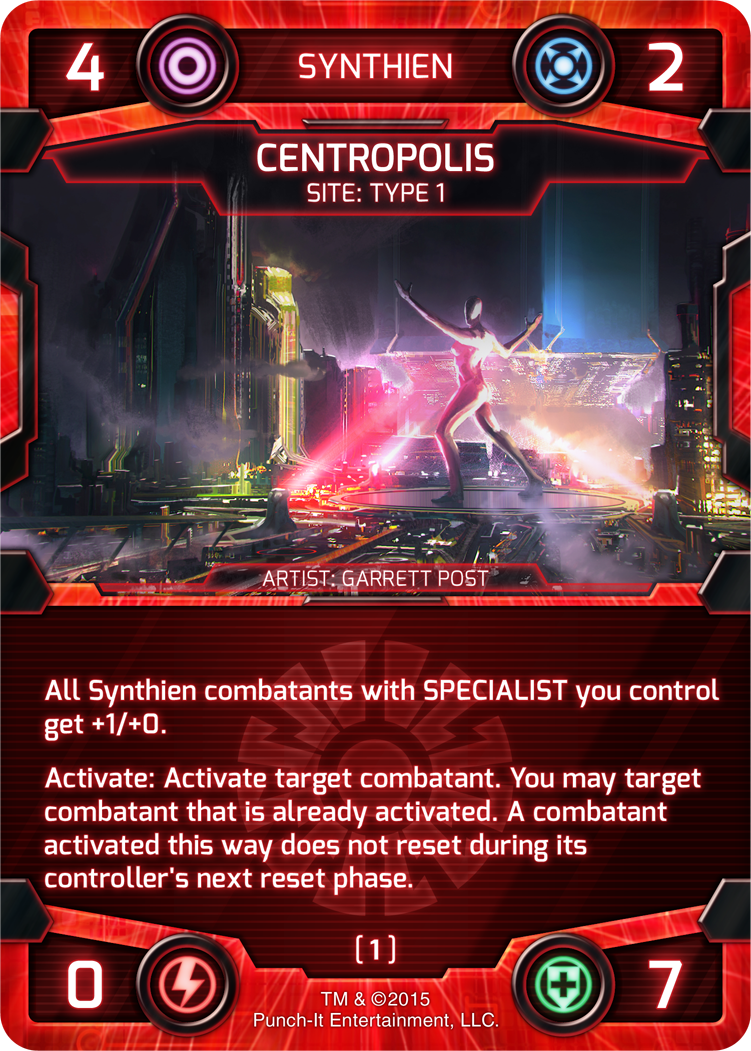 4 SYNTHIEN 2
CENTROPOLIS
SITE: TYPE 1
ARTIST: GARRETT POST
All Synthien combatants with SPECIALIST you control
get +1/+0.
Activate: Activate target combatant. You may target
combatant that is already activated. A combatant
activated this way does not reset during its
controller's next reset phase.
[1]
0 7
TM & ©2015
Punch-It Entertainment, LLC.